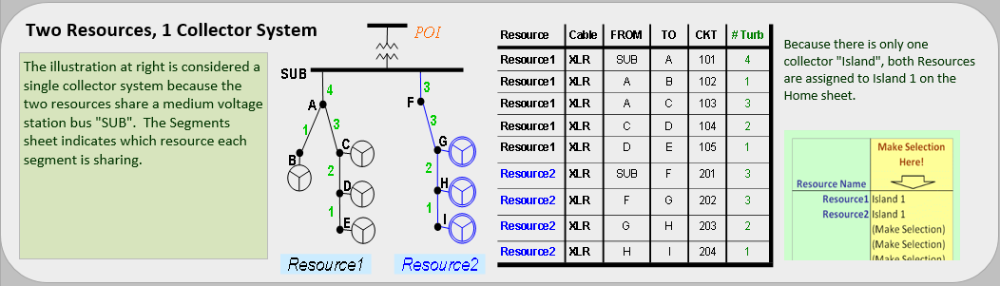 Two Resources, 1 Collector System
The illustration at right is considered a
single collector system because the
two resources share a medium voltage
station bus "SUB".  The Segments
sheet indicates which resource each
segment is sharing.
POI
SUB
4
3
A
F
1
3
3
B
C
G
2
2
D
H
1
1
E
I
Resource1
Resource2
Resource Cable FROM TO CKT # Turb
Resource1 XLR SUB A 101 4
Resource1 XLR A B 102 1
Resource1 XLR A C 103 3
Resource1 XLR C D 104 2
Resource1 XLR D E 105 1
Resource2 XLR SUB F 201 3
Resource2 XLR F G 202 3
Resource2 XLR G H 203 2
Resource2 XLR H I 204 1
Because there is only one
collector "Island", both Resources
are assigned to Island 1 on the
Home sheet.
Make Selection
Here!
Resource Name
Resource1 Island 1
Resource2 Island 1
(Make Selection)
(Make Selection)
(Make Selection)